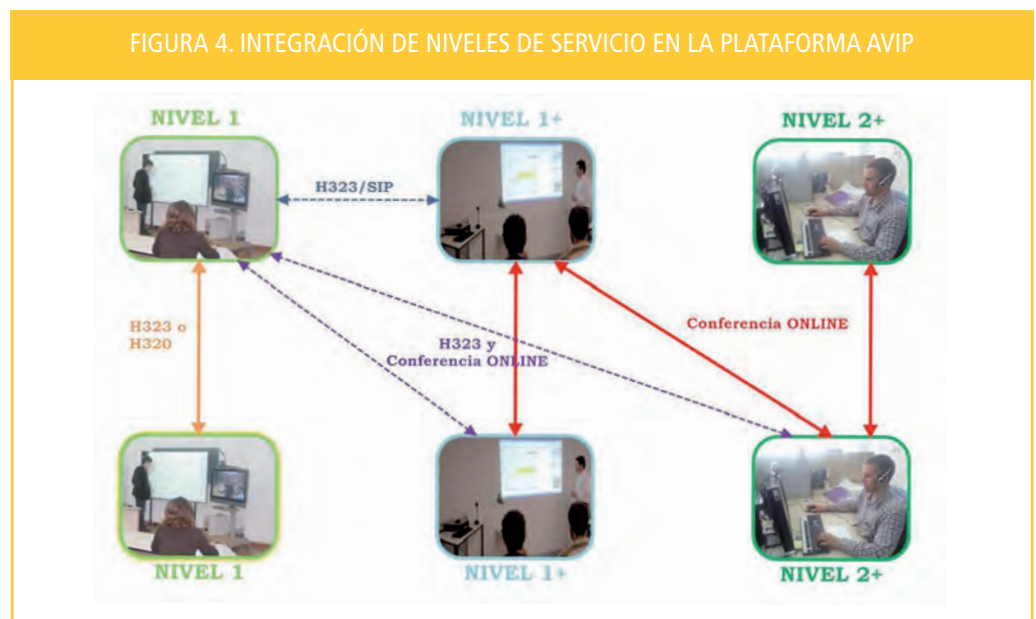 FIGURA 4. INTEGRACIÓN DE NIVELES DE SERVICIO EN LA PLATAFORMA AVIP
NIVEL 1
NIVEL 1+
NIVEL 2+
H323/SIP
H323 o
H320
H323 y
Conferencia ONLINE
Conferencia ONLINE
NIVEL 1
NIVEL 1+
NIVEL 2+